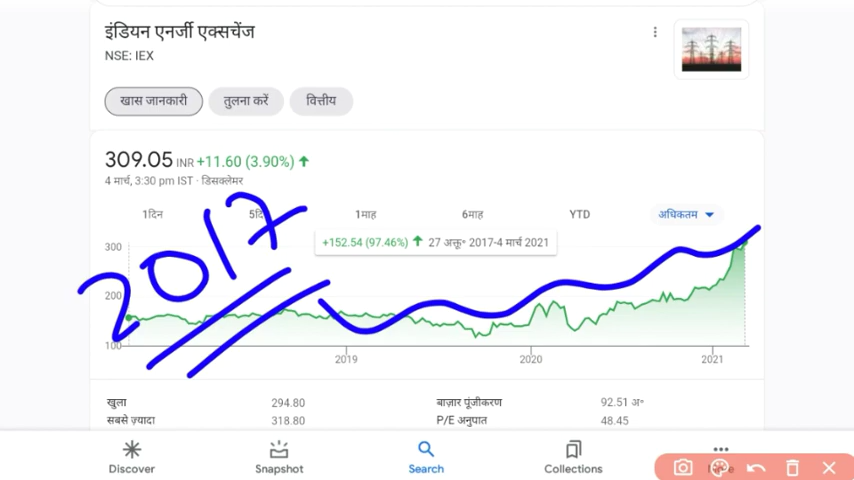 इंडियन एनर्जी एक्सचेंज
NSE: IEX
खास जानकारी तुलना करें वित्तीय
309.05 INR +11.60 (3.90%) ↑
4 मार्च, 3:30 pm IST · डिसक्लेमर
1दिन 1माह 6माह YTD अधिकतम
2017
+152.54 (97.46%) ↑ 27 अक्तू॰ 2017-4 मार्च 2021
300
200
100
2019 2020 2021
खुला 294.80 बाज़ार पूंजीकरण 92.51 अ॰
सबसे ज़्यादा 318.80 P/E अनुपात 48.45
Discover Snapshot Search Collections